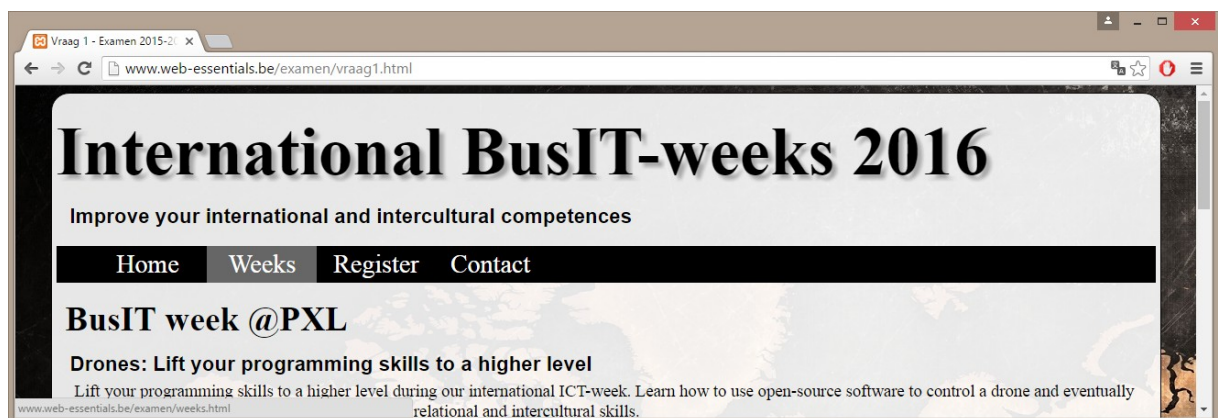 Vraag 1 - Examen 2015-20
www.web-essentials.be/examen/vraag1.html
International BusIT-weeks 2016
Improve your international and intercultural competences
Home Weeks Register Contact
BusIT week @PXL
Drones: Lift your programming skills to a higher level
Lift your programming skills to a higher level during our international ICT-week. Learn how to use open-source software to control a drone and eventually
relational and intercultural skills.
www.web-essentials.be/examen/weeks.html